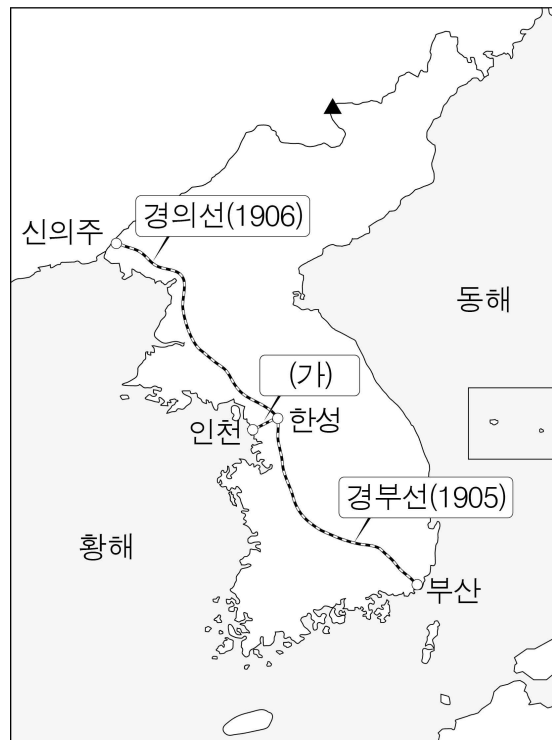 경의선(1906)
신의주
동해
(가)
인천
한성
경부선(1905)
황해
부산